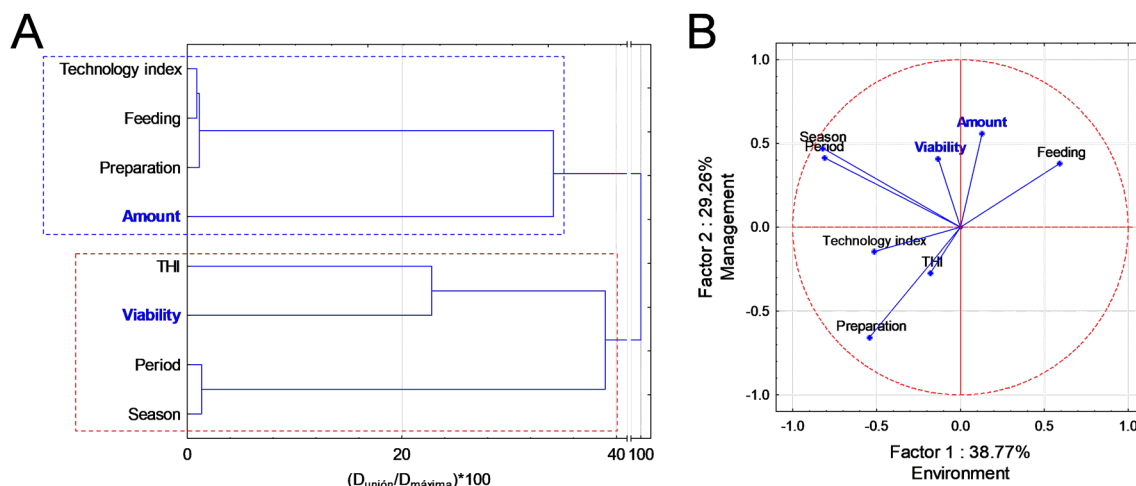 A
Technology index
Feeding
Preparation
Amount
THI
Viability
Period
Season
0
20
40
100
(Dunión/Dmáxima)*100
B
1.0
0.5
0.0
-0.5
-1.0
Factor 2 : 29.26%
Management
Season
Period
Viability
Amount
Feeding
Technology index
THI
Preparation
-1.0
-0.5
0.0
0.5
1.0
Factor 1 : 38.77%
Environment